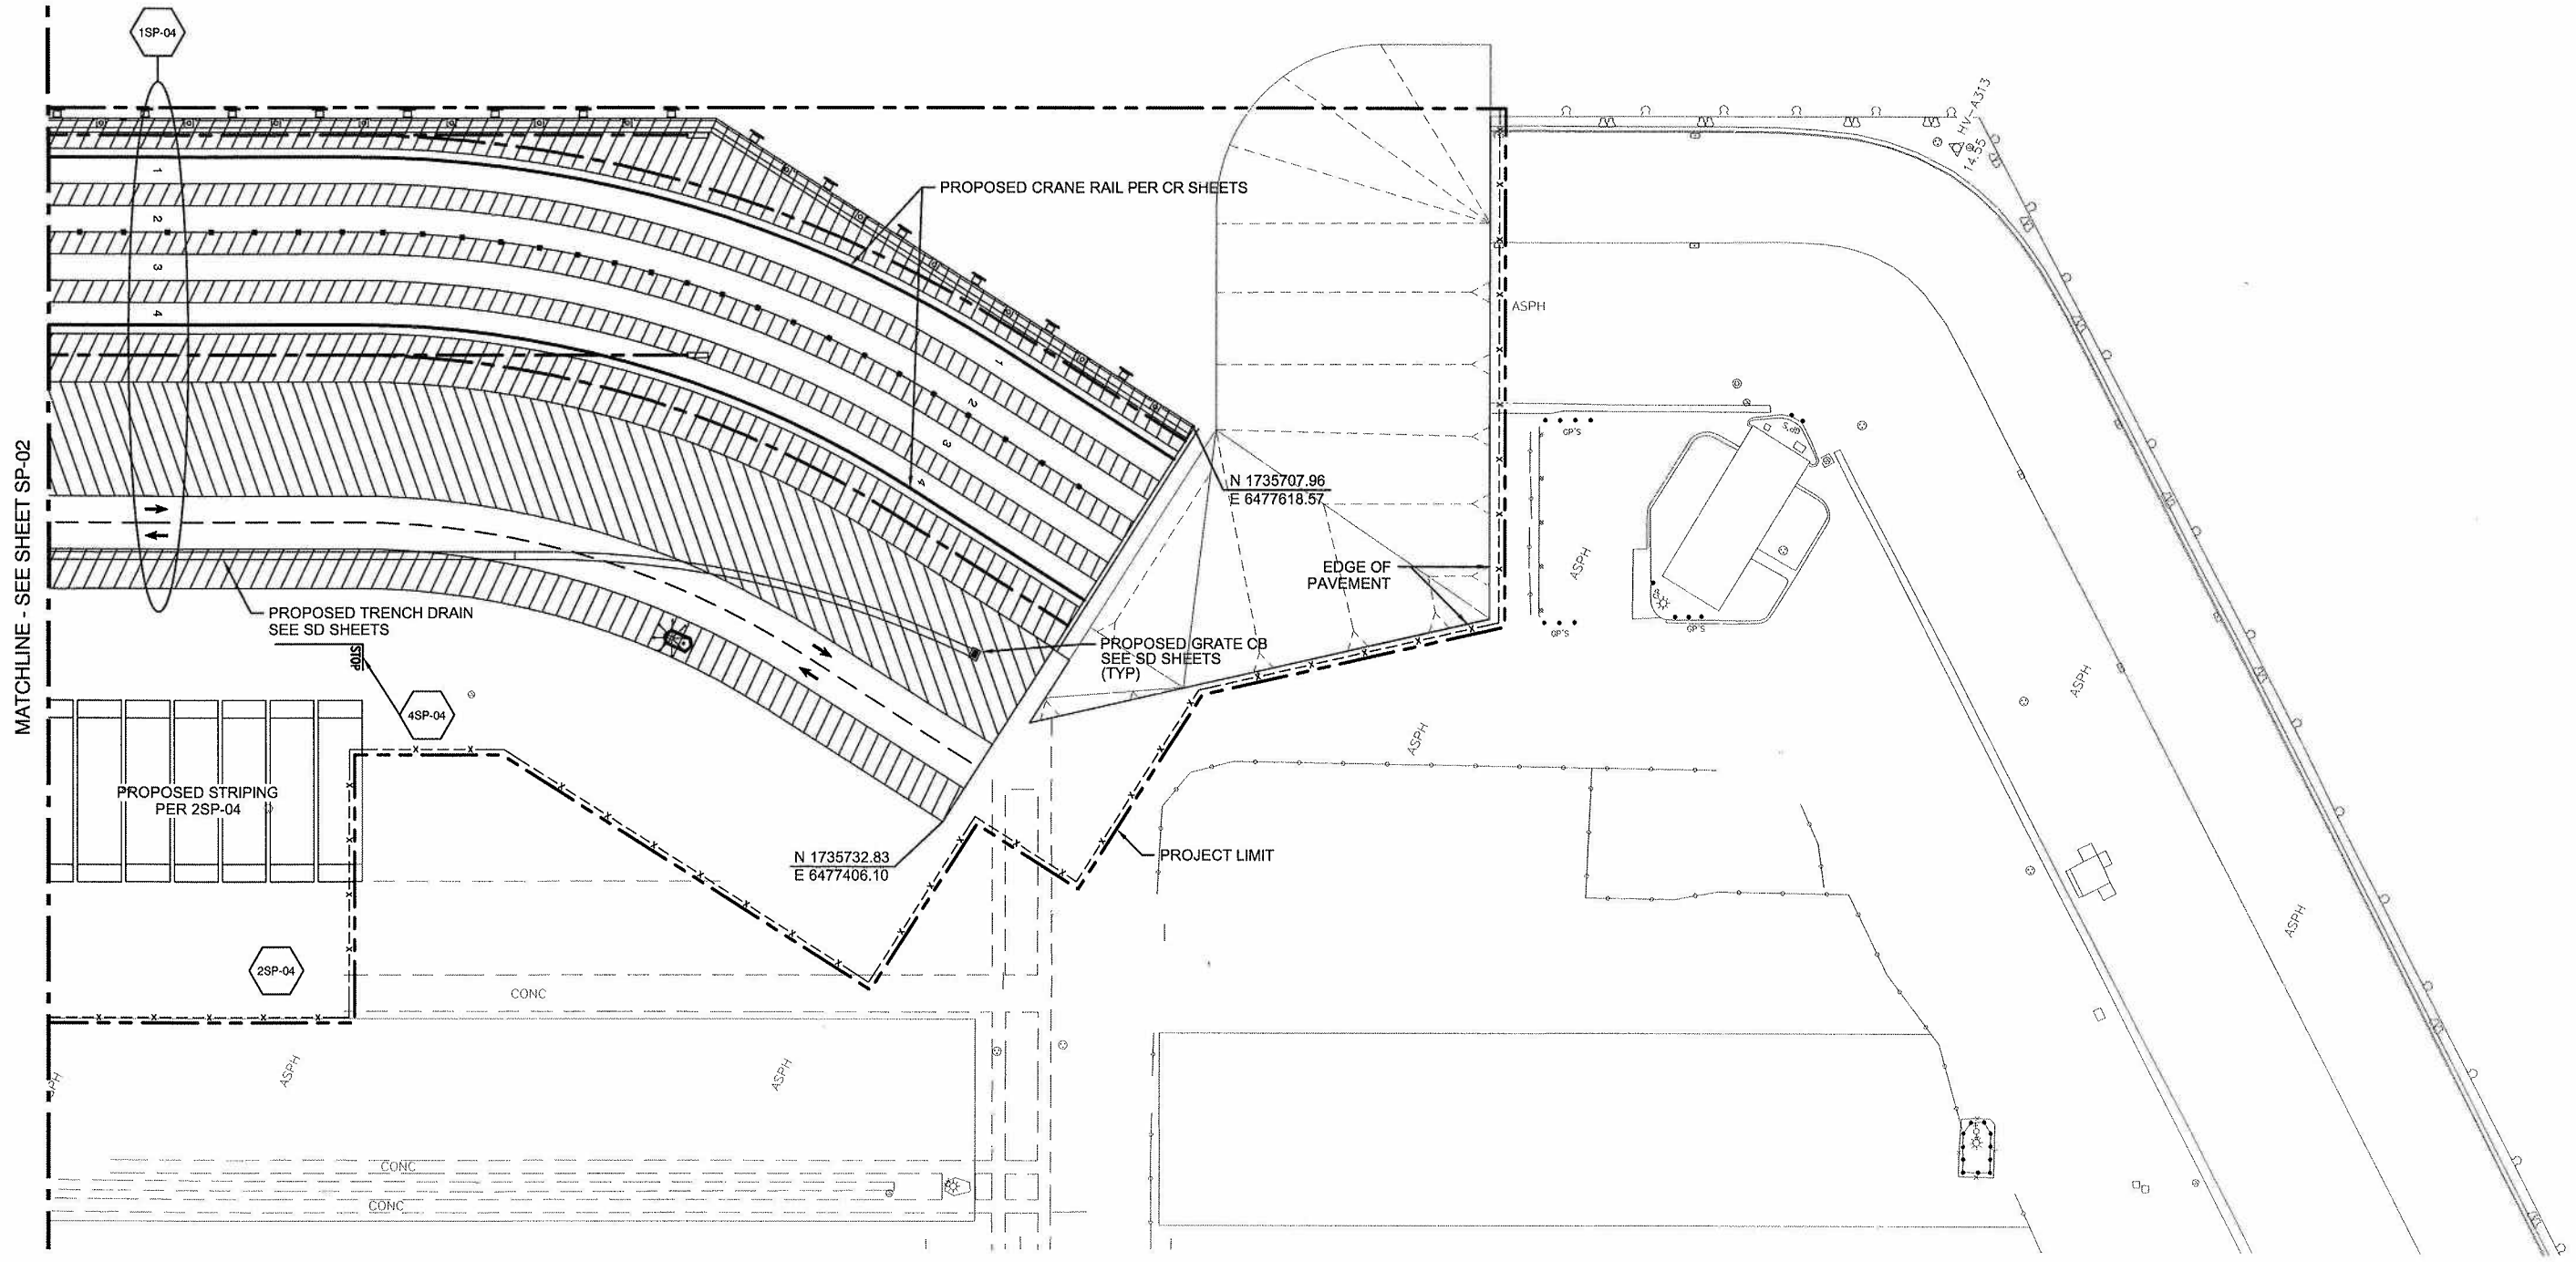 1SP-04
HV-A313
14.55
1
2
3
4
PROPOSED CRANE RAIL PER CR SHEETS
ASPH
1
2
3
4
GP'S
GP'S
N 1735707.96
E 6477618.57
MATCHLINE - SEE SHEET SP-02
EDGE OF
PAVEMENT
ASPH
PROPOSED TRENCH DRAIN
SEE SD SHEETS
STOP
PROPOSED GRATE CB
SEE SD SHEETS
(TYP)
GP'S
GP'S
4SP-04
ASPH
ASPH
PROPOSED STRIPING
PER 2SP-04
N 1735732.83
E 6477406.10
PROJECT LIMIT
ASPH
2SP-04
CONC
ASPH
ASPH
CONC
CONC